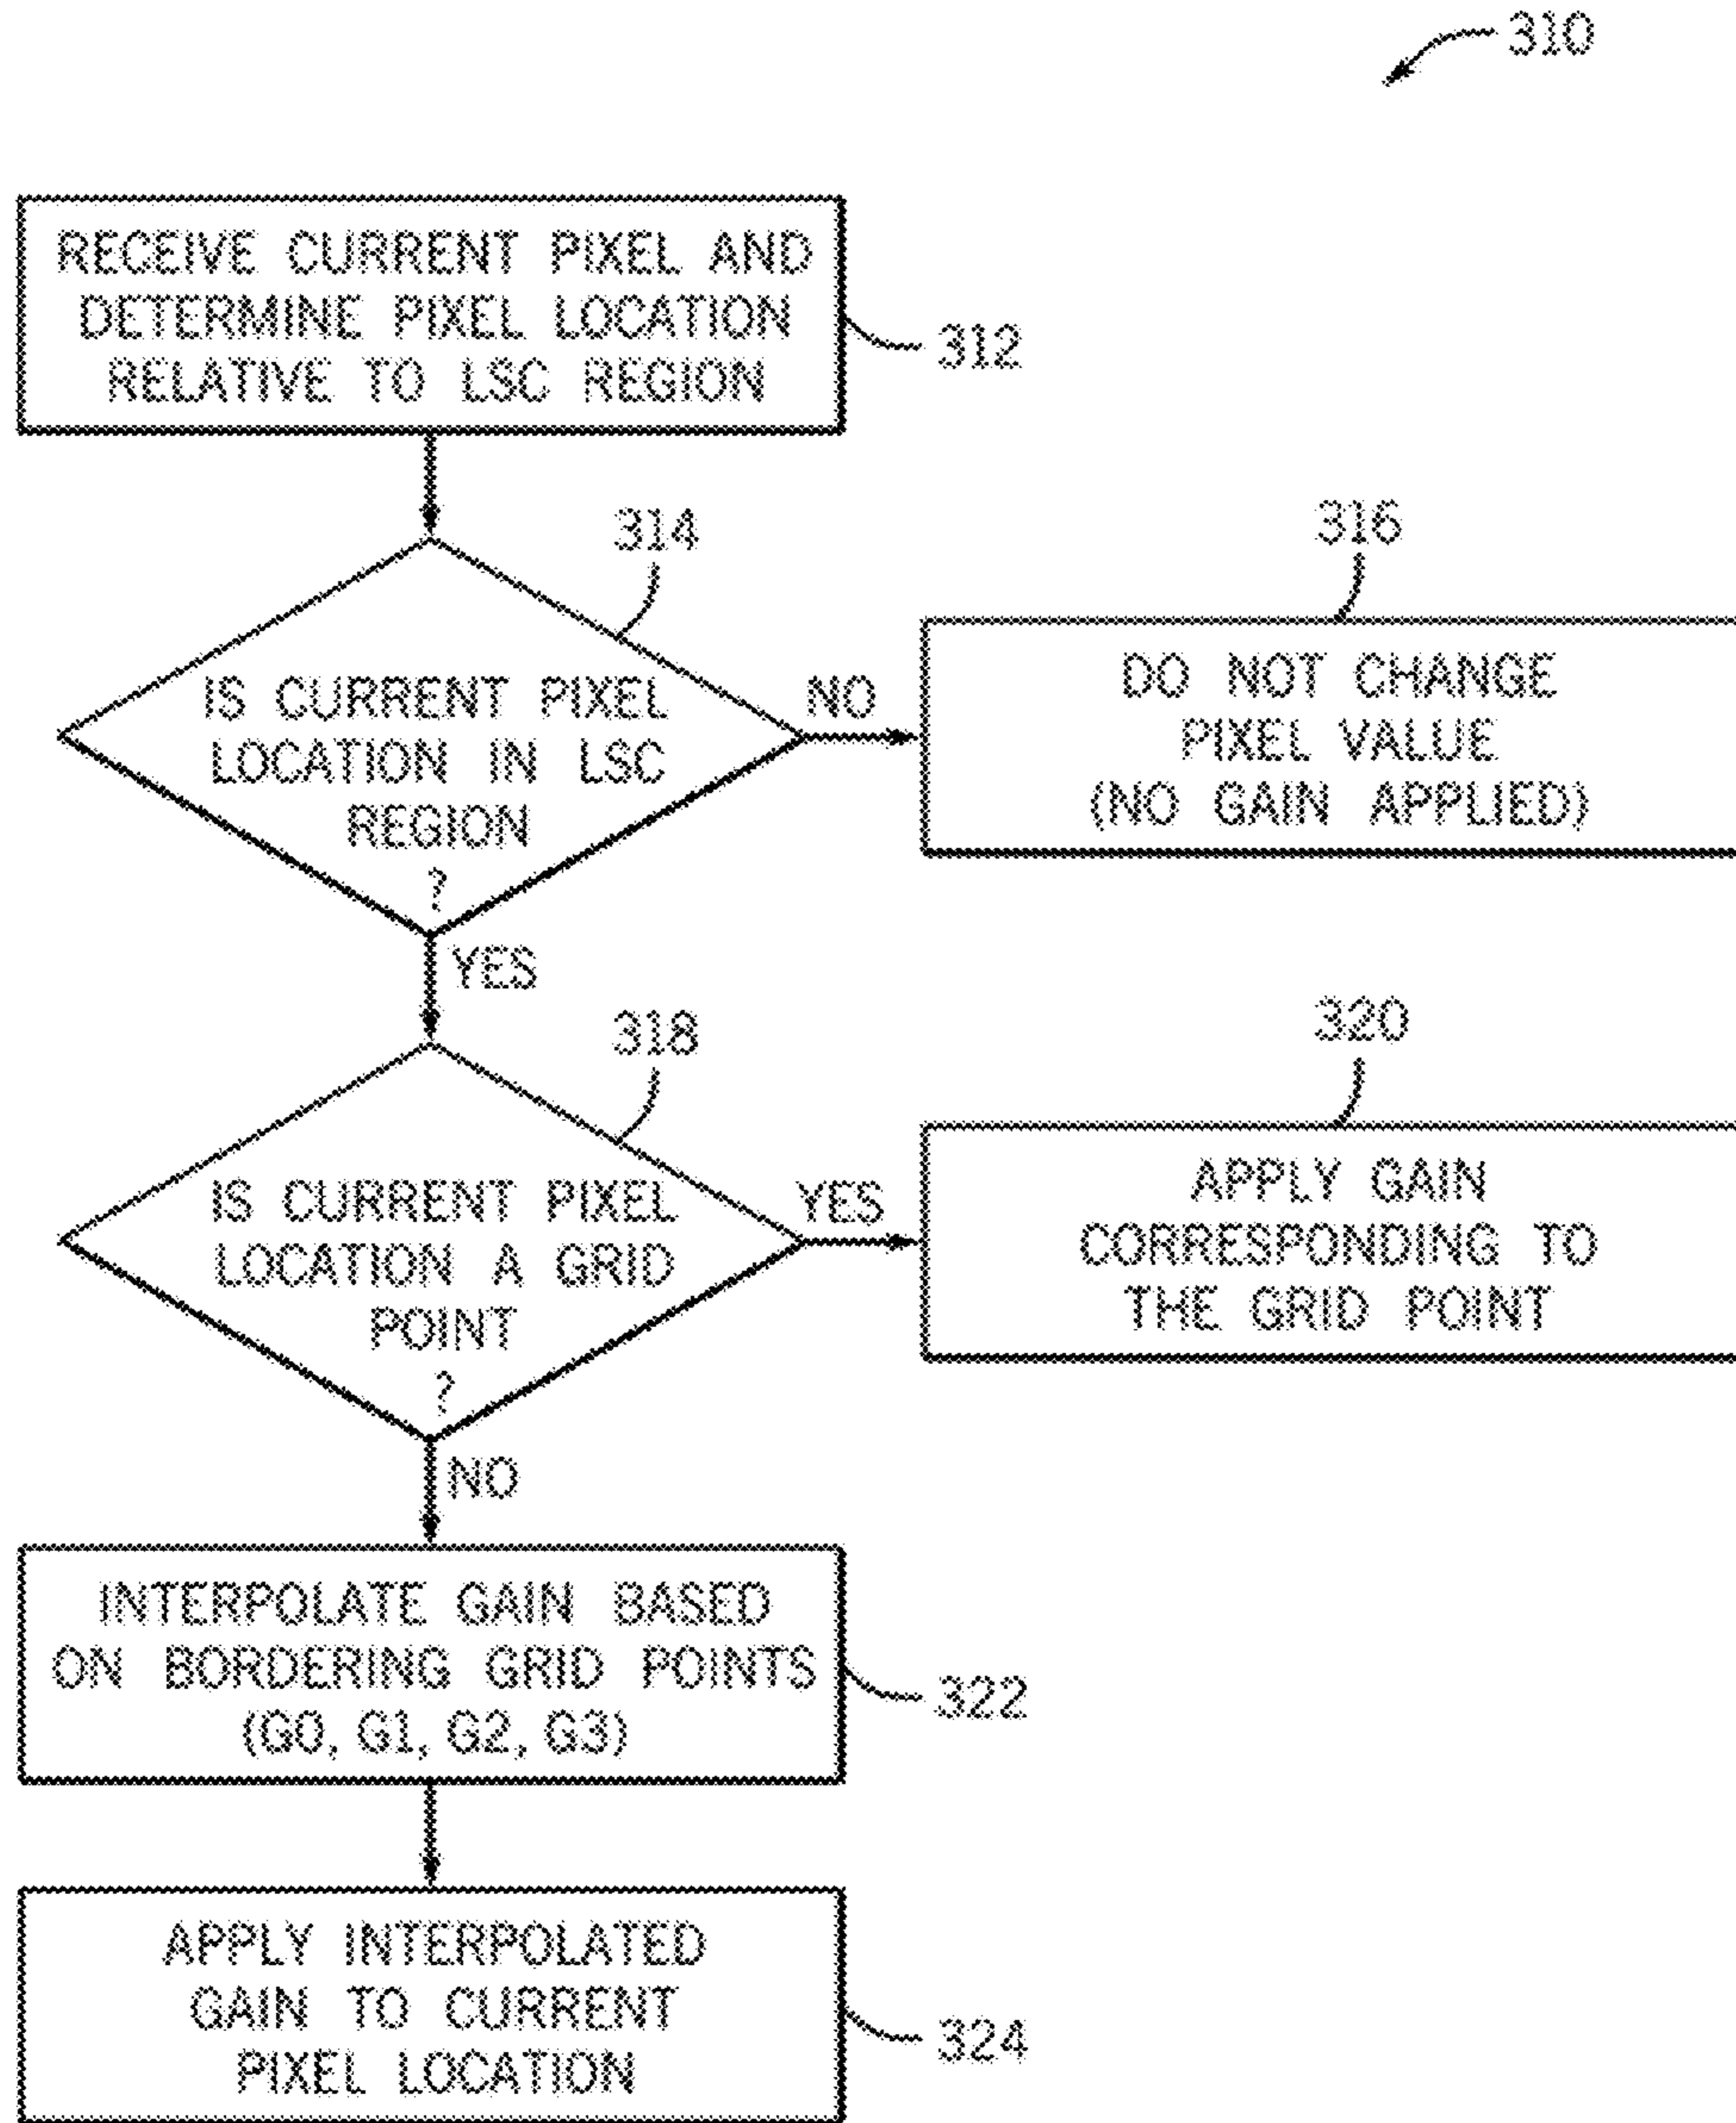 310
RECEIVE CURRENT PIXEL AND
DETERMINE PIXEL LOCATION
RELATIVE TO LSC REGION
312
314
IS CURRENT PIXEL
LOCATION IN LSC
REGION
?
NO
YES
316
DO NOT CHANGE
PIXEL VALUE
(NO GAIN APPLIED)
318
IS CURRENT PIXEL
LOCATION A GRID
POINT
?
YES
NO
320
APPLY GAIN
CORRESPONDING TO
THE GRID POINT
INTERPOLATE GAIN BASED
ON BORDERING GRID POINTS
(G0, G1, G2, G3)
322
APPLY INTERPOLATED
GAIN TO CURRENT
PIXEL LOCATION
324